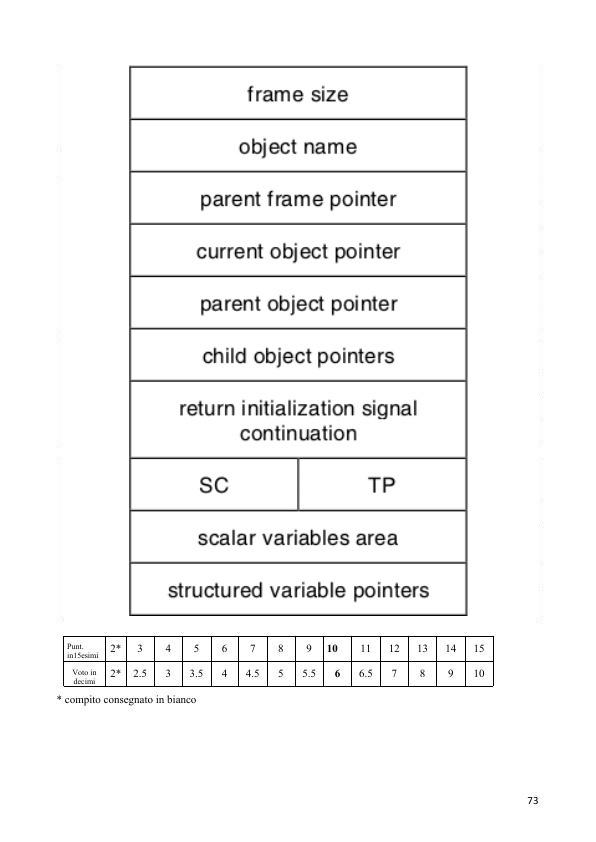 frame size
object name
parent frame pointer
current object pointer
parent object pointer
child object pointers
return initialization signal
continuation
SC TP
scalar variables area
structured variable pointers
Punt. in15esimi 2* 3 4 5 6 7 8 9 10 11 12 13 14 15
Voto in decimi 2* 2.5 3 3.5 4 4.5 5 5.5 6 6.5 7 8 9 10
* compito consegnato in bianco
73